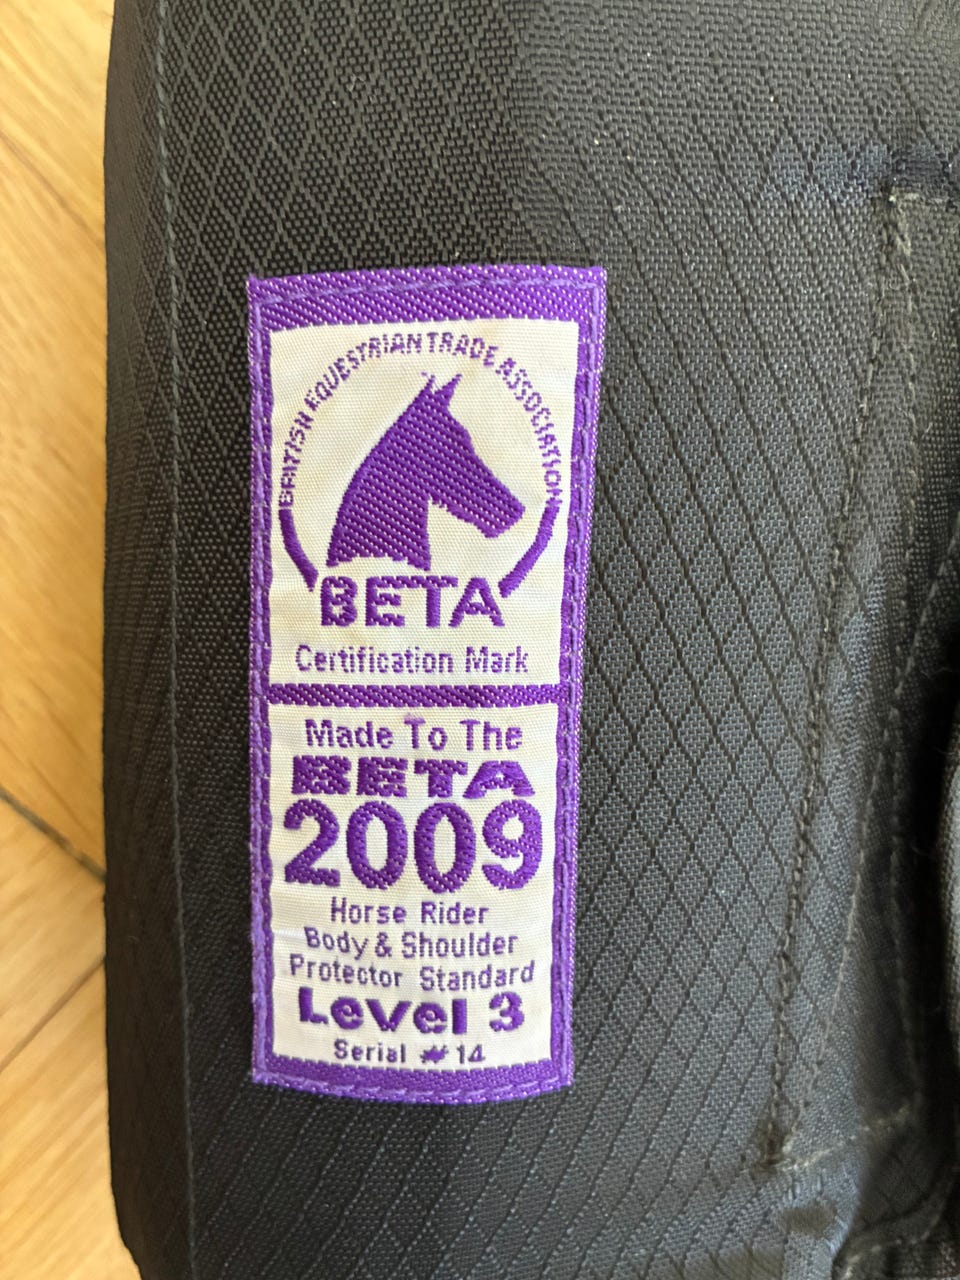 BRITISH EQUESTRIAN TRADE ASSOCIATION
BETA
Certification Mark
Made To The
BETA
2009
Horse Rider
Body & Shoulder
Protector Standard
Level 3
Serial # 14